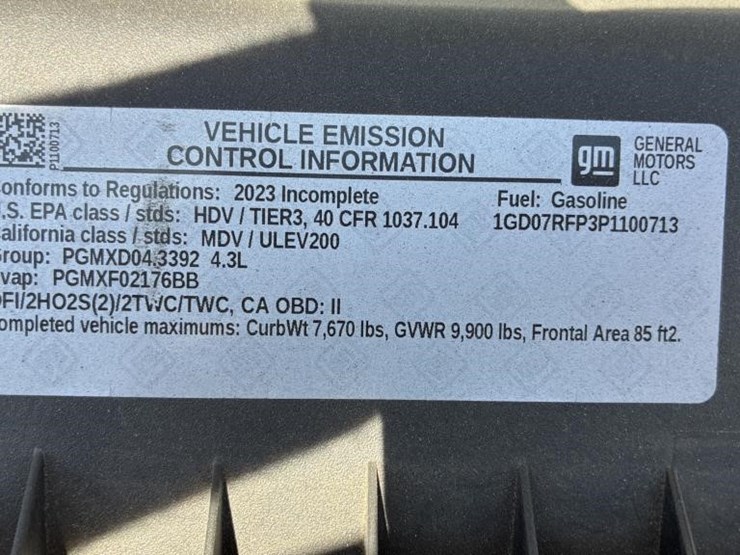 P1100713
VEHICLE EMISSION
CONTROL INFORMATION
gm
GENERAL
MOTORS
LLC
onforms to Regulations: 2023 Incomplete
Fuel: Gasoline
.S. EPA class / stds: HDV / TIER3, 40 CFR 1037.104
1GD07RFP3P1100713
alifornia class / stds: MDV / ULEV200
roup: PGMXD04.3392 4.3L
vap: PGMXF02176BB
FI/2HO2S(2)/2TWC/TWC, CA OBD: II
ompleted vehicle maximums: CurbWt 7,670 lbs, GVWR 9,900 lbs, Frontal Area 85 ft2.